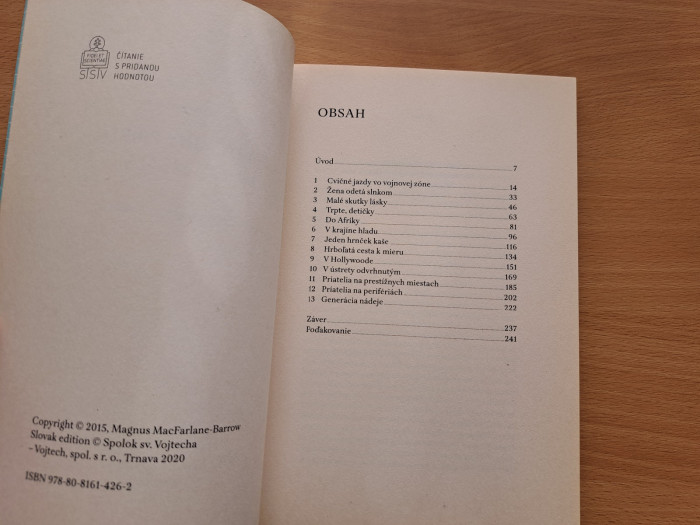 FIDES ET
SCIENTIAE
STSTV
ČÍTANIE
S PRIDANOU
HODNOTOU
Copyright © 2015, Magnus MacFarlane-Barrow
Slovak edition © Spolok sv. Vojtecha
– Vojtech, spol. s r. o., Trnava 2020
ISBN 978-80-8161-426-2
OBSAH
Úvod 7
1 Cvičné jazdy vo vojnovej zóne 14
2 Žena odetá slnkom 33
3 Malé skutky lásky 46
4 Trpte, detičky 63
5 Do Afriky 81
6 V krajine hladu 96
7 Jeden hrnček kaše 116
8 Hrboľatá cesta k mieru 134
9 V Hollywoode 151
10 V ústrety odvrhnutým 169
11 Priatelia na prestížnych miestach 185
12 Priatelia na perifériách 202
13 Generácia nádeje 222
Záver 237
Poďakovanie 241